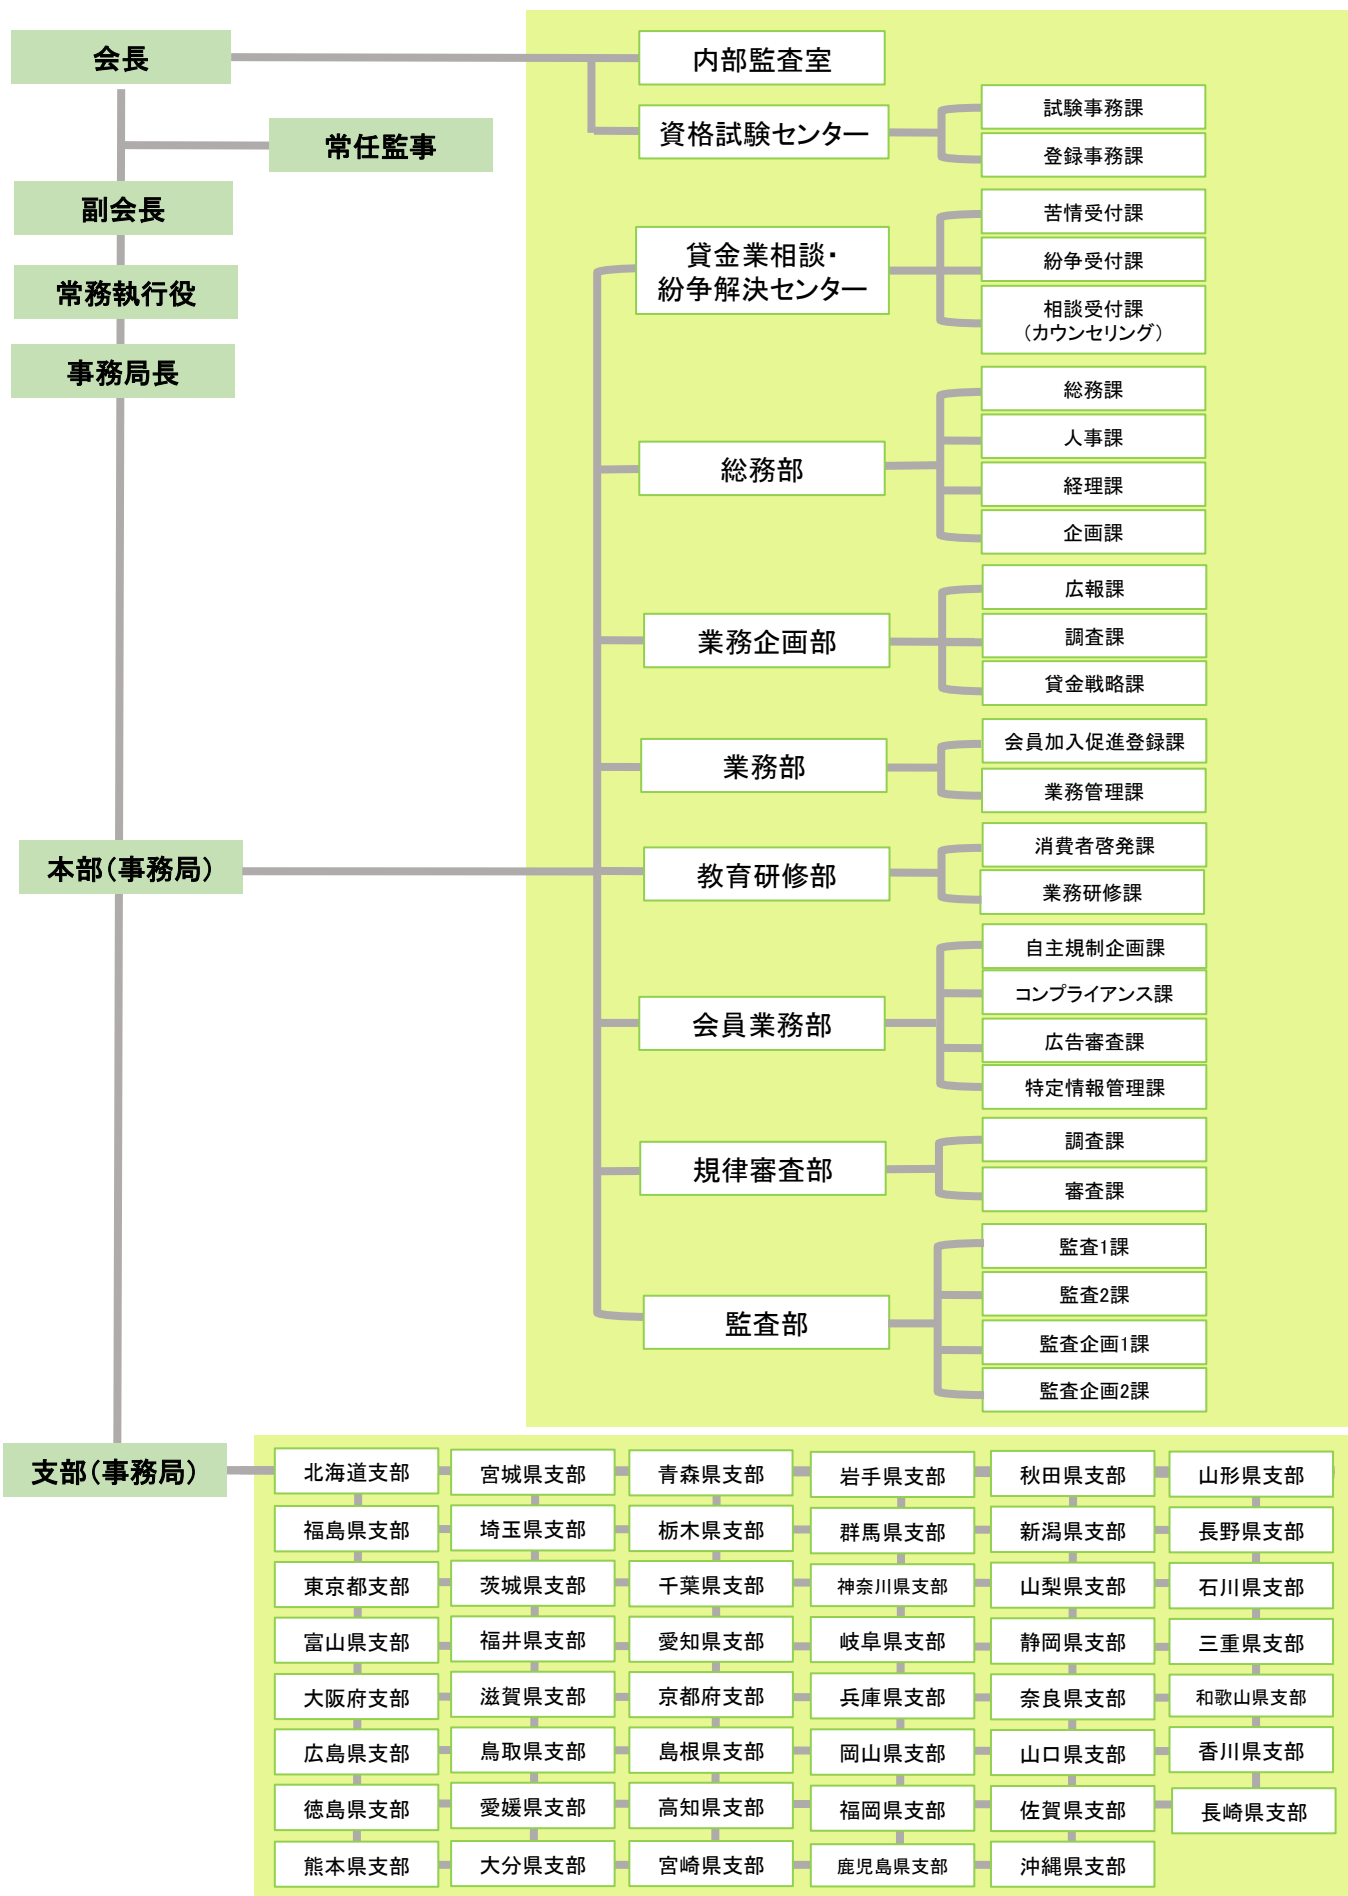 会長
常任監事
副会長
常務執行役
事務局長
本部(事務局)
支部(事務局)
内部監査室
資格試験センター
試験事務課
登録事務課
貸金業相談・
紛争解決センター
苦情受付課
紛争受付課
相談受付課
(カウンセリング)
総務部
総務課
人事課
経理課
企画課
業務企画部
広報課
調査課
貸金戦略課
業務部
会員加入促進登録課
業務管理課
教育研修部
消費者啓発課
業務研修課
会員業務部
自主規制企画課
コンプライアンス課
広告審査課
特定情報管理課
規律審査部
調査課
審査課
監査部
監査1課
監査2課
監査企画1課
監査企画2課
北海道支部 宮城県支部 青森県支部 岩手県支部 秋田県支部 山形県支部
福島県支部 埼玉県支部 栃木県支部 群馬県支部 新潟県支部 長野県支部
東京都支部 茨城県支部 千葉県支部 神奈川県支部 山梨県支部 石川県支部
富山県支部 福井県支部 愛知県支部 岐阜県支部 静岡県支部 三重県支部
大阪府支部 滋賀県支部 京都府支部 兵庫県支部 奈良県支部 和歌山県支部
広島県支部 鳥取県支部 島根県支部 岡山県支部 山口県支部 香川県支部
徳島県支部 愛媛県支部 高知県支部 福岡県支部 佐賀県支部 長崎県支部
熊本県支部 大分県支部 宮崎県支部 鹿児島県支部 沖縄県支部